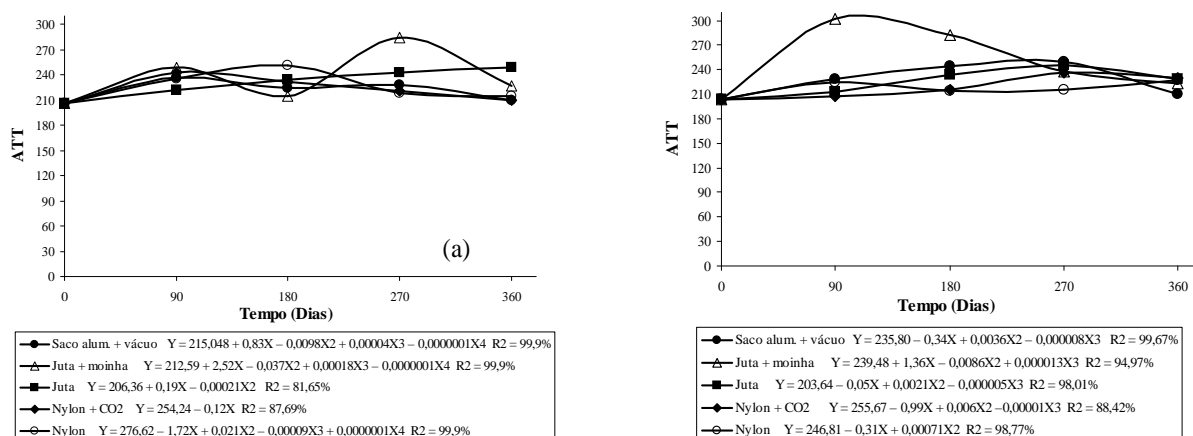 300
270
240
210
180
150
120
90
60
30
0
ATT
(a)
0 90 180 270 360
Tempo (Dias)
Saco alum. + vácuo Y = 215,048 + 0,83X – 0,0098X2 + 0,00004X3 – 0,0000001X4 R2 = 99,9%
Juta + moinha Y = 212,59 + 2,52X – 0,037X2 + 0,00018X3 – 0,0000001X4 R2 = 99,9%
Juta Y = 206,36 + 0,19X – 0,00021X2 R2 = 81,65%
Nylon + CO2 Y = 254,24 – 0,12X R2 = 87,69%
Nylon Y = 276,62 – 1,72X + 0,021X2 – 0,00009X3 + 0,0000001X4 R2 = 99,9%
300
270
240
210
180
150
120
90
60
30
0
ATT
0 90 180 270 360
Tempo (Dias)
Saco alum. + vácuo Y = 235,80 – 0,34X + 0,0036X2 – 0,000008X3 R2 = 99,67%
Juta + moinha Y = 239,48 + 1,36X – 0,0086X2 + 0,000013X3 R2 = 94,97%
Juta Y = 203,64 – 0,05X + 0,0021X2 – 0,000005X3 R2 = 98,01%
Nylon + CO2 Y = 255,67 – 0,99X + 0,006X2 – 0,00001X3 R2 = 88,42%
Nylon Y = 246,81 – 0,31X + 0,00071X2 R2 = 98,77%